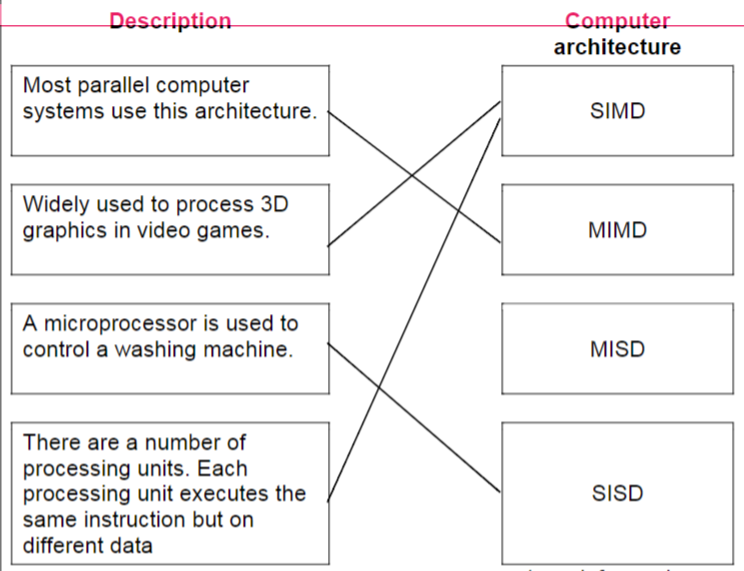 Description
Computer
architecture
Most parallel computer
systems use this architecture.
SIMD
Widely used to process 3D
graphics in video games.
MIMD
A microprocessor is used to
control a washing machine.
MISD
There are a number of
processing units. Each
processing unit executes the
same instruction but on
different data
SISD